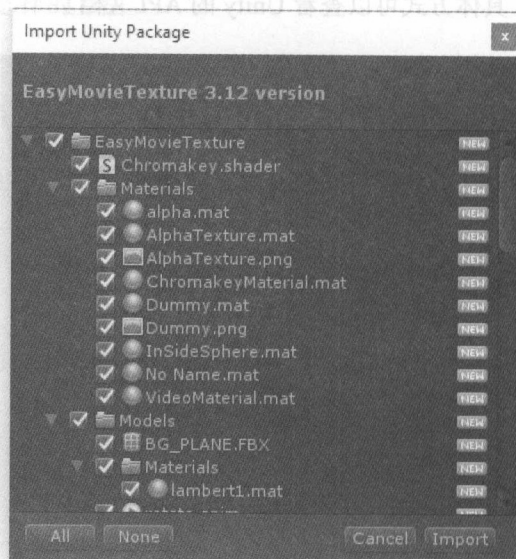 Import Unity Package
x
EasyMovieTexture 3.12 version
EasyMovieTexture NEW
S Chromakey.shader NEW
Materials NEW
alpha.mat NEW
AlphaTexture.mat NEW
AlphaTexture.png NEW
ChromakeyMaterial.mat NEW
Dummy.mat NEW
Dummy.png NEW
InSideSphere.mat NEW
No Name.mat NEW
VideoMaterial.mat NEW
Models NEW
BG_PLANE.FBX NEW
Materials NEW
lambert1.mat NEW
All None Cancel Import